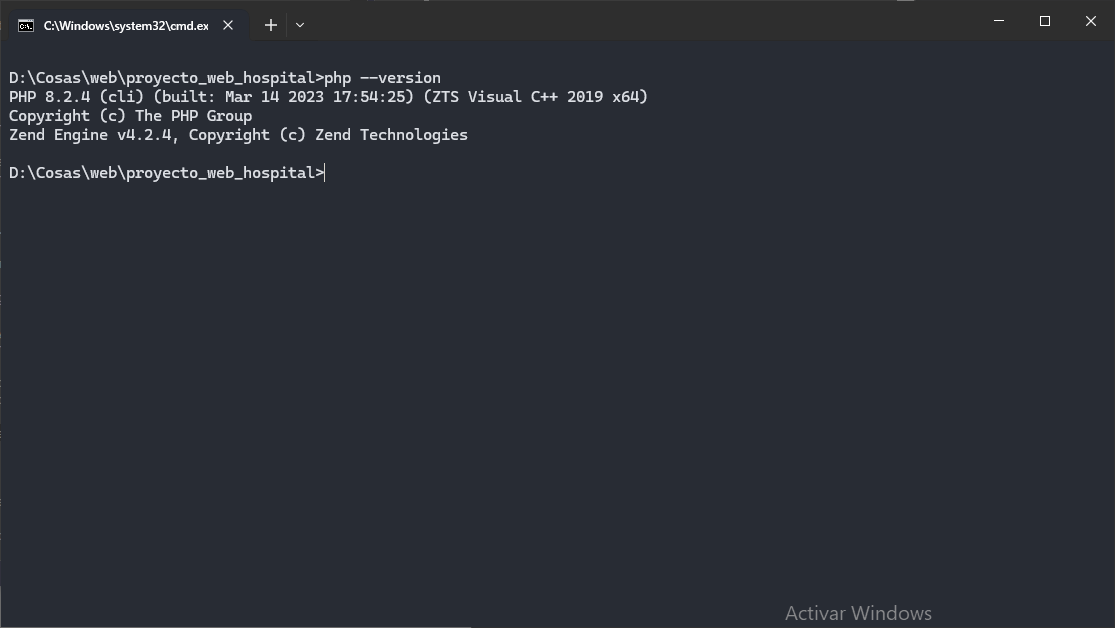 C:\Windows\system32\cmd.ex
D:\Cosas\web\proyecto_web_hospital>php --version
PHP 8.2.4 (cli) (built: Mar 14 2023 17:54:25) (ZTS Visual C++ 2019 x64)
Copyright (c) The PHP Group
Zend Engine v4.2.4, Copyright (c) Zend Technologies
D:\Cosas\web\proyecto_web_hospital>
Activar Windows